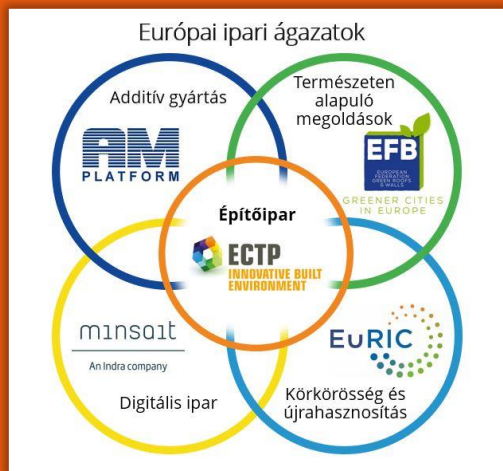 Európai ipari ágazatok
Additív gyártás
AM
PLATFORM
Természeten
alapuló
megoldások
EFB
EUROPEAN
FEDERATION
GREEN ROOFS
& WALLS
GREENER CITIES
IN EUROPE
Építőipar
ECTP
INNOVATIVE BUILT
ENVIRONMENT
minsait
An Indra company
Digitális ipar
EuRIC
Körkörösség és
újrahasznosítás